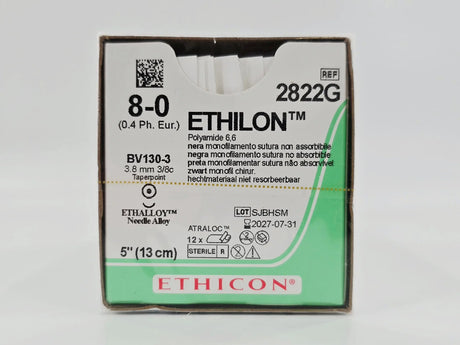 REF
8-0
2822G
(0.4 Ph. Eur.)
ETHILON™
Polyamide 6,6
nera monofilamento sutura non assorbibile
negra monofilamento sutura no absorbible
preta monofilamentar sutura não absorvível
zwart monofil chirur.
hechtmateriaal niet resorbeerbaar
BV130-3
3.8 mm 3/8c
Taperpoint
ETHALLOY™
Needle Alloy
LOT SJBHSM
2027-07-31
ATRALOC™
12 x
STERILE R
5" (13 cm)
ETHICON®